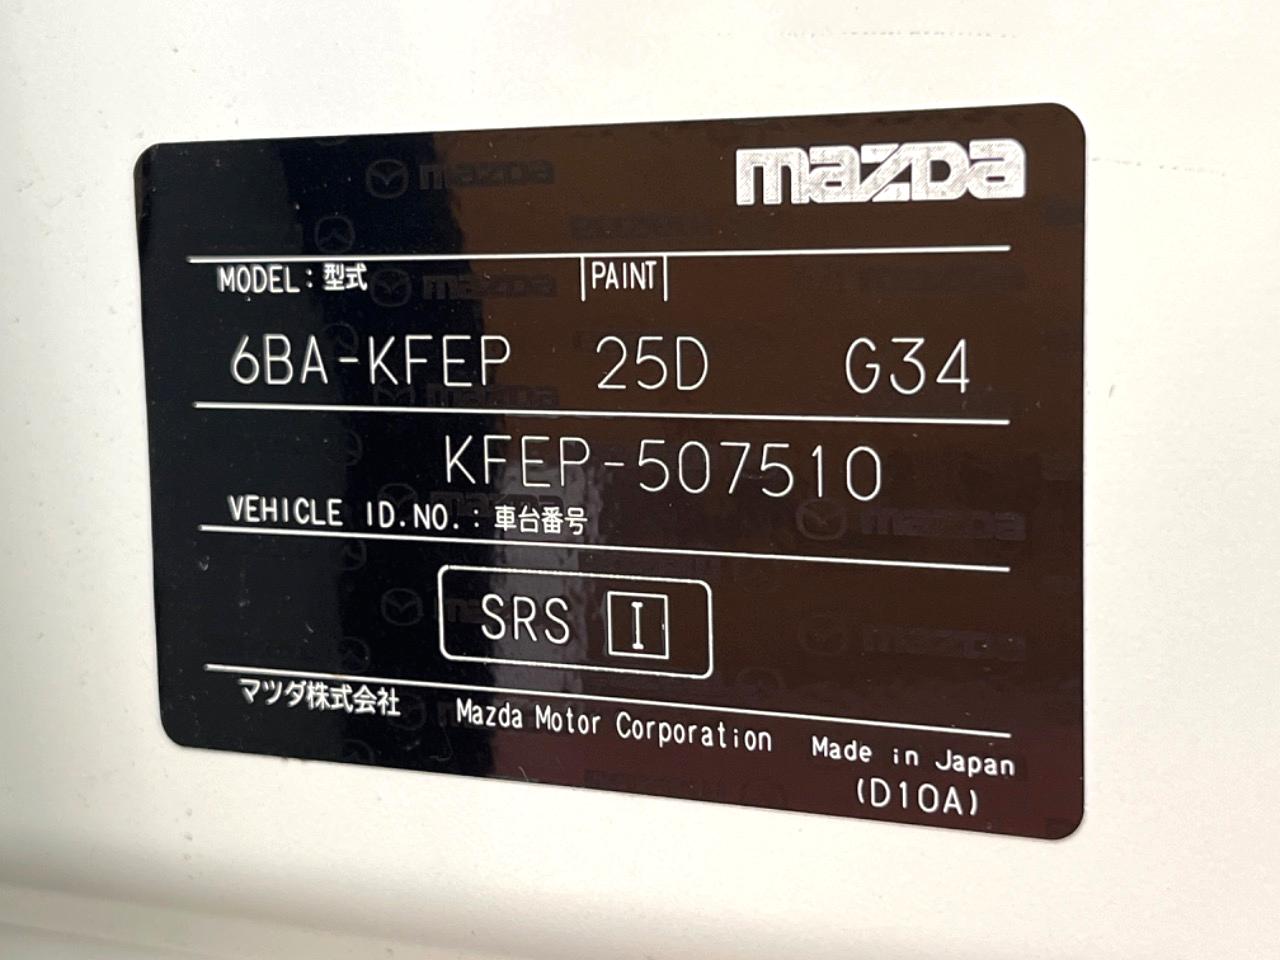 mazda
MODEL:型式 PAINT
6BA-KFEP 25D G34
KFEP-507510
VEHICLE ID.NO.:車台番号
SRS I
マツダ株式会社 Mazda Motor Corporation Made in Japan
(D10A)